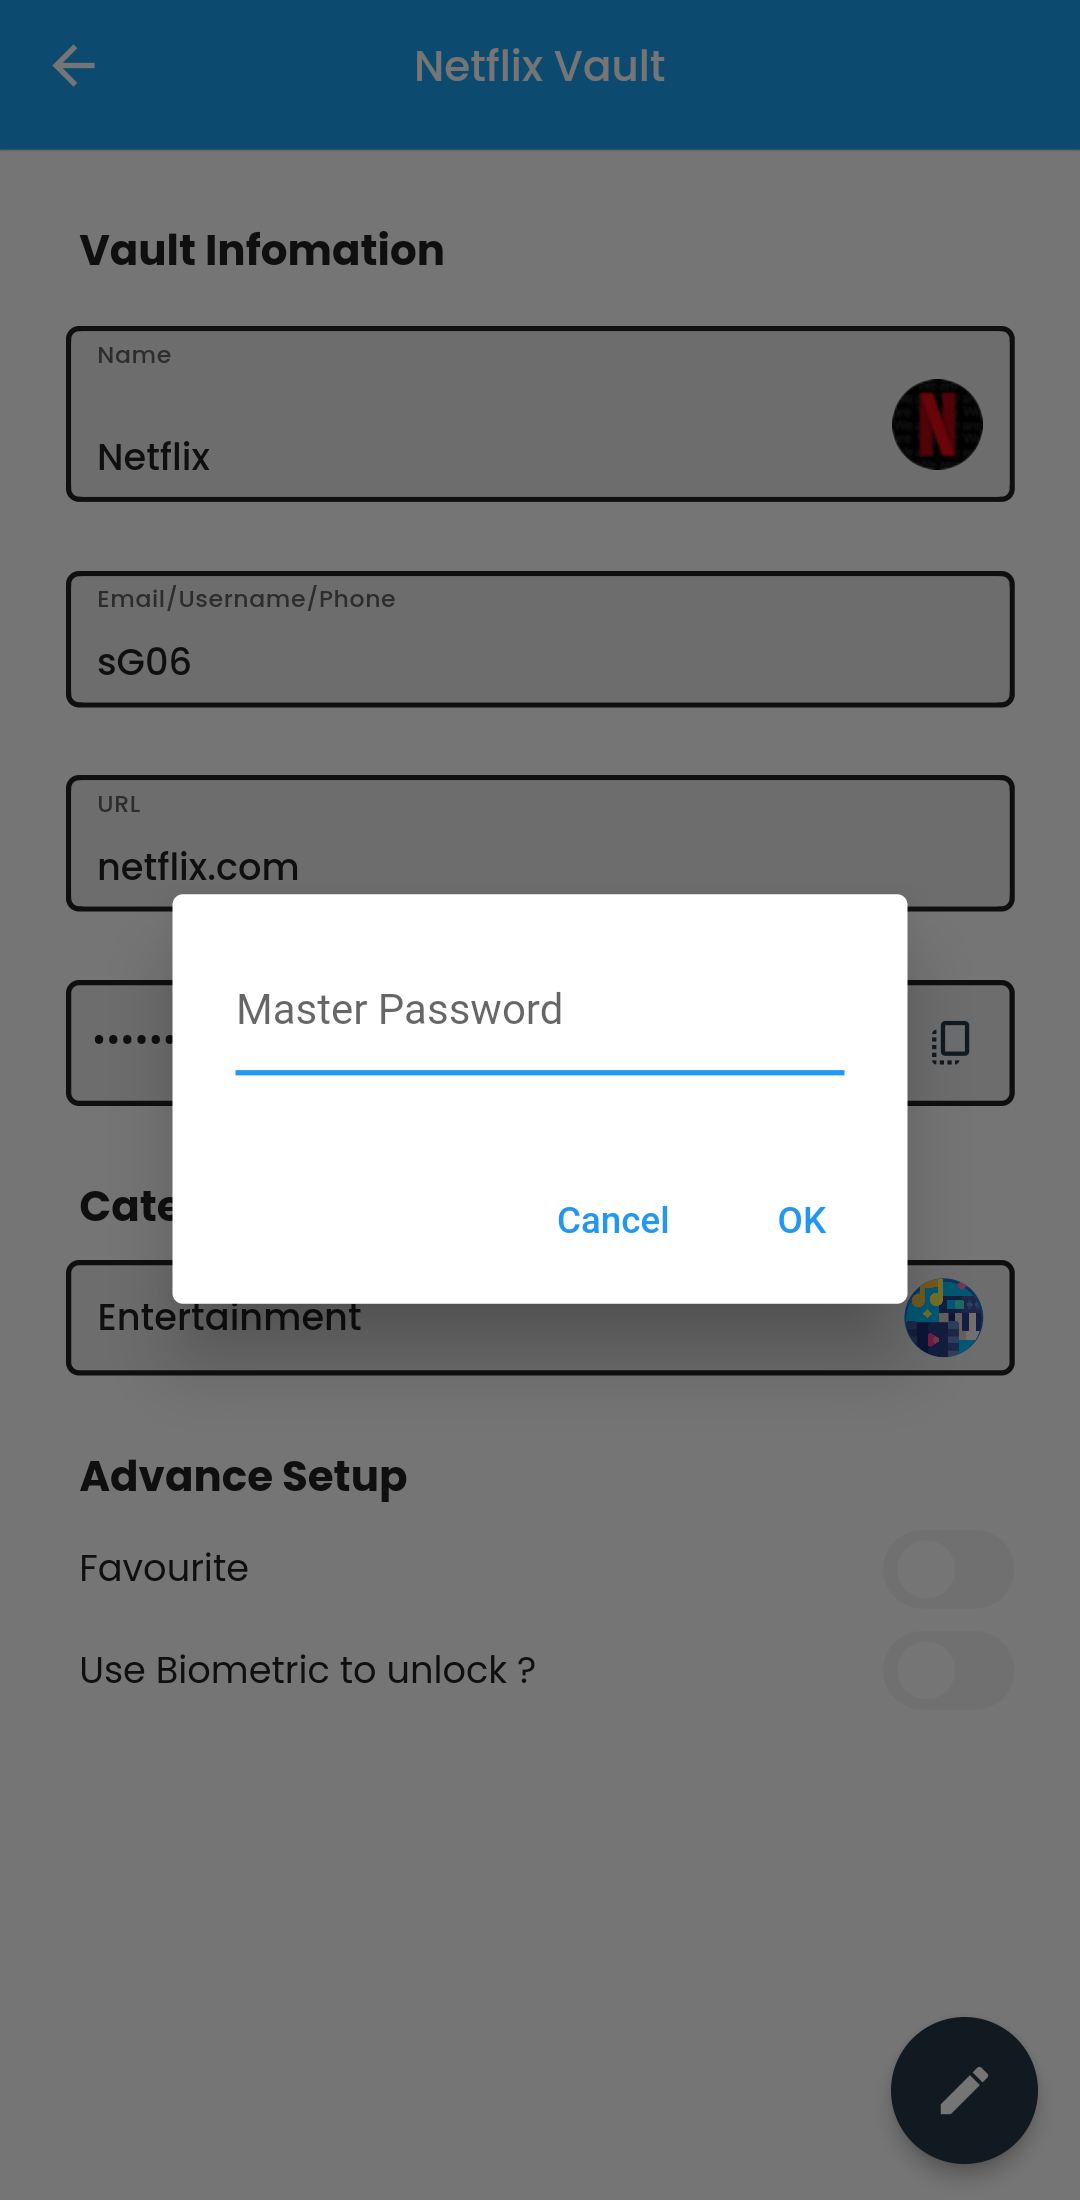 Netflix Vault
Vault Infomation
Name
Netflix
Email/Username/Phone
sG06
URL
netflix.com
Master Password
Cancel
OK
Entertainment
Advance Setup
Favourite
Use Biometric to unlock ?